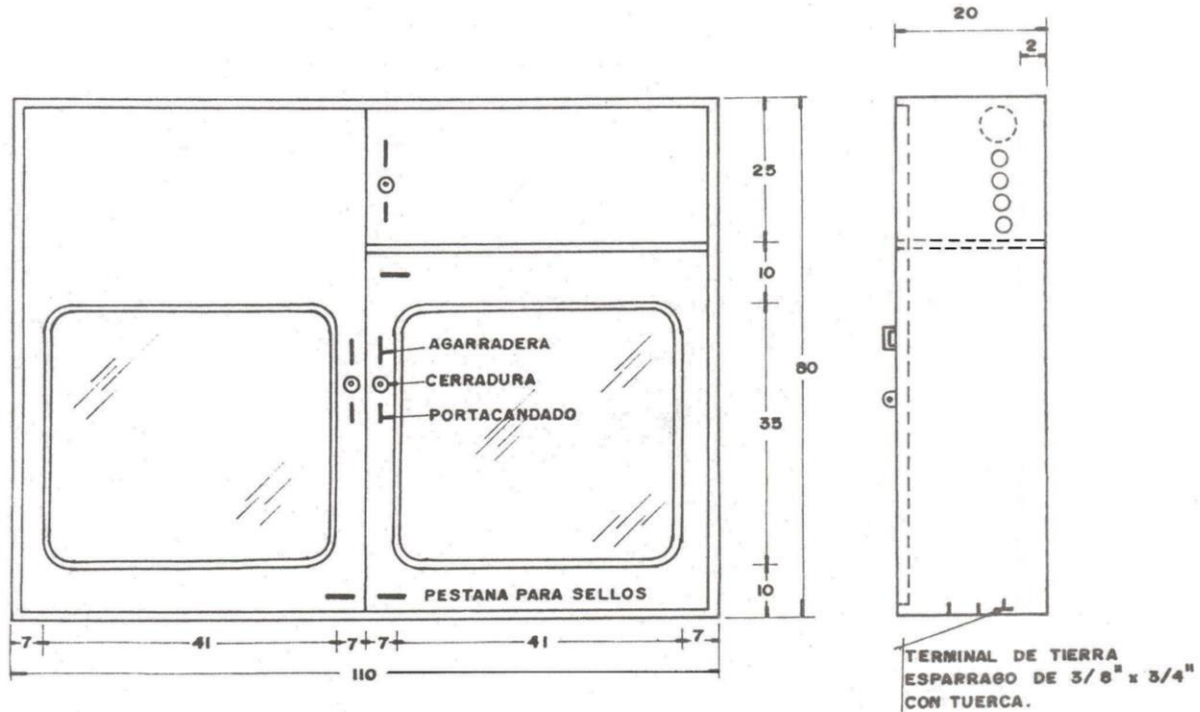 20
2
25
10
AGARRADERA
80
CERRADURA
35
PORTACANDADO
10
PESTANA PARA SELLOS
7 41 7 7 41 7
110
TERMINAL DE TIERRA
ESPARRAGO DE 3/8" x 3/4"
CON TUERCA.